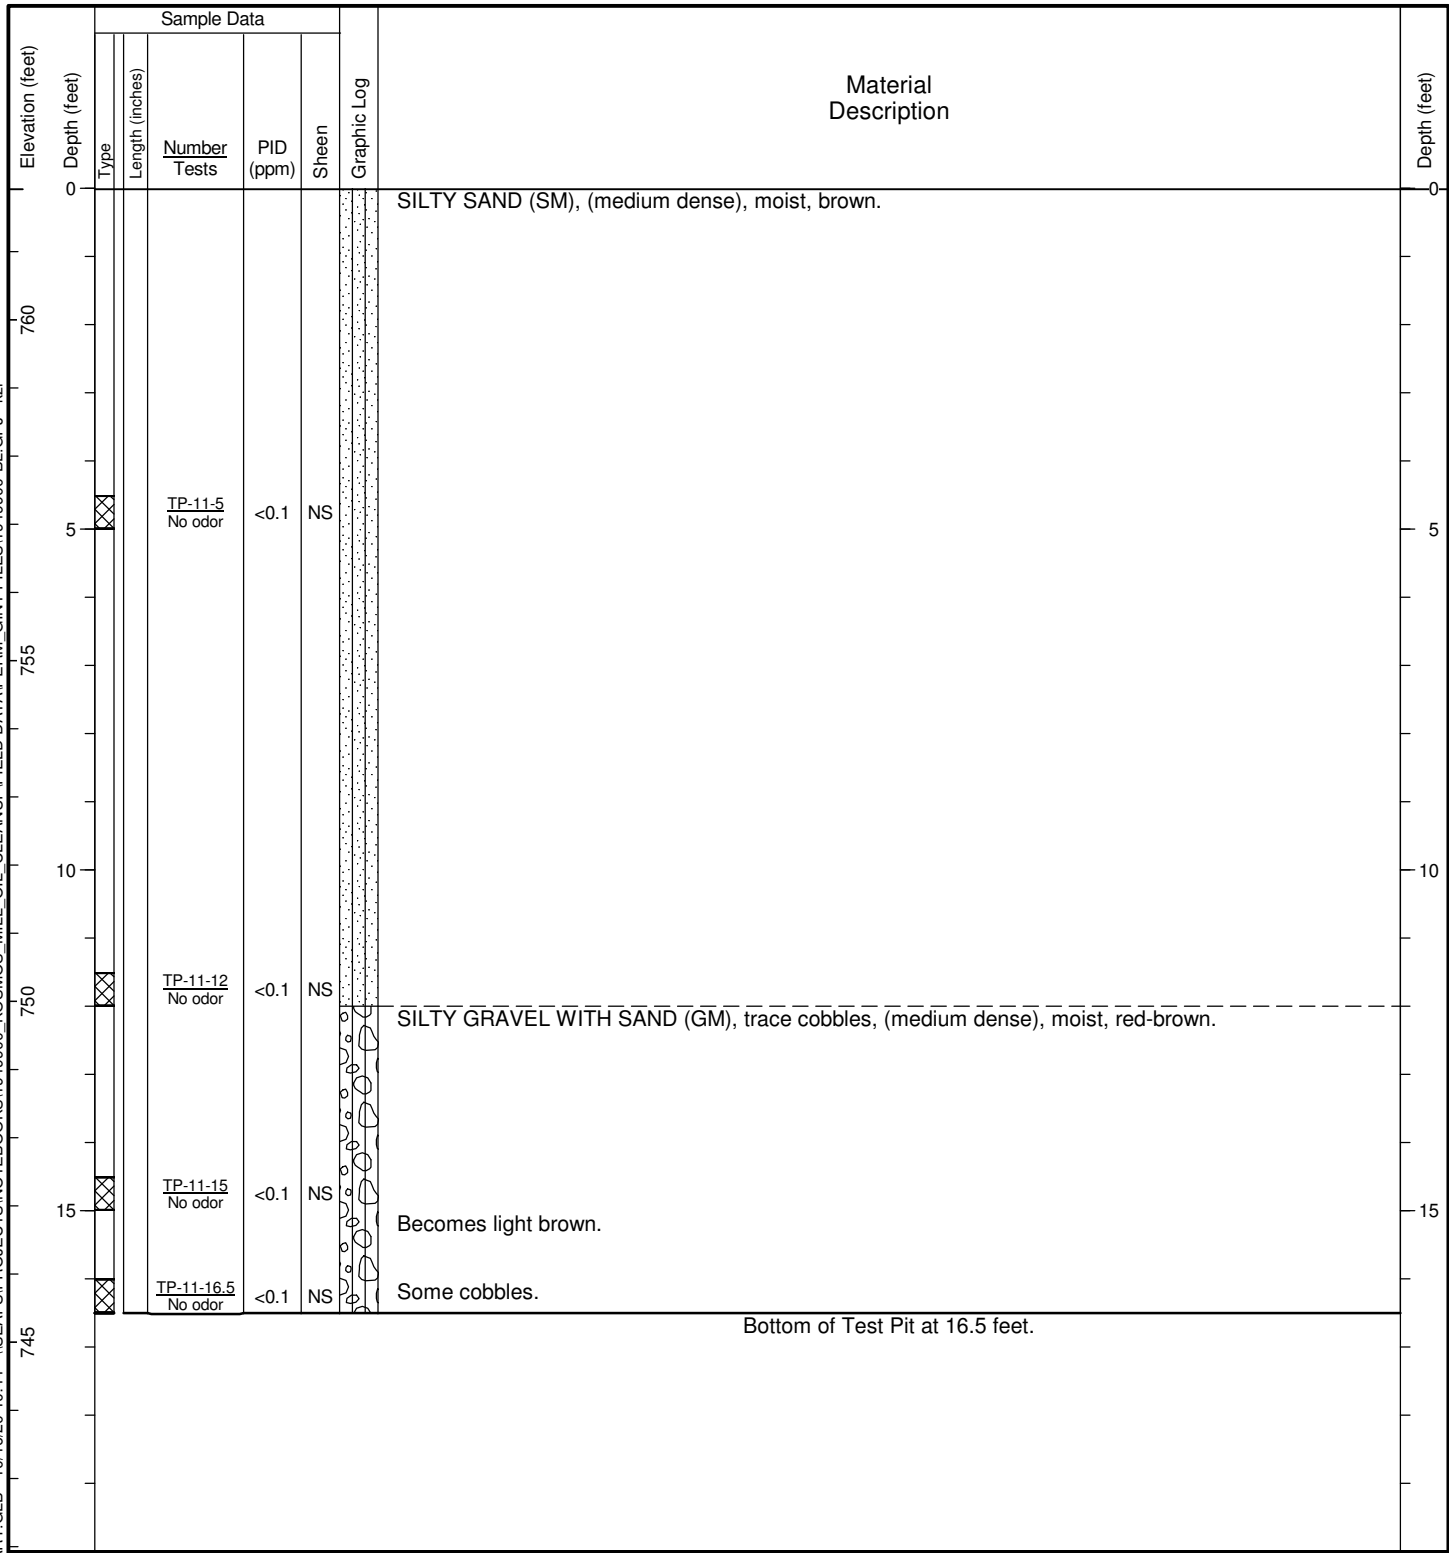 Sample Data
Elevation (feet)
Depth (feet)
Type
Length (inches)
Number
Tests
PID
(ppm)
Sheen
Graphic Log
Material
Description
Depth (feet)
0
0
SILTY SAND (SM), (medium dense), moist, brown.
760
TP-11-5
No odor
<0.1
NS
5
5
755
10
10
TP-11-12
No odor
<0.1
NS
750
SILTY GRAVEL WITH SAND (GM), trace cobbles, (medium dense), moist, red-brown.
TP-11-15
No odor
<0.1
NS
15
15
Becomes light brown.
TP-11-16.5
No odor
<0.1
NS
Some cobbles.
Bottom of Test Pit at 16.5 feet.
745